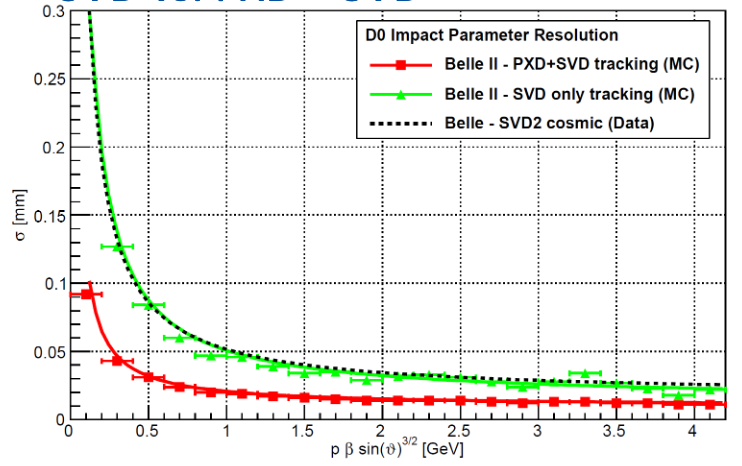 D0 Impact Parameter Resolution
Belle II - PXD+SVD tracking (MC)
Belle II - SVD only tracking (MC)
Belle - SVD2 cosmic (Data)
σ [mm]
0.3
0.25
0.2
0.15
0.1
0.05
0
0 0.5 1 1.5 2 2.5 3 3.5 4
p β sin(ϑ)^3/2 [GeV]